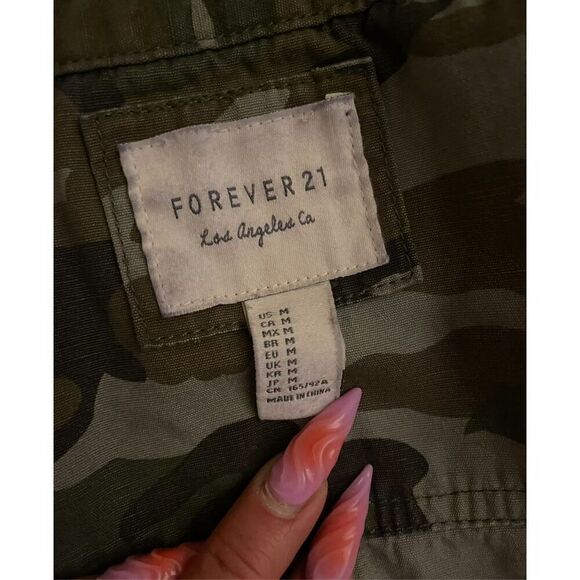 FOREVER 21
Los Angeles Ca
US M
CA M
MX M
BR M
EU M
UK M
KR M
JP M
CN 165/92A
MADE IN CHINA